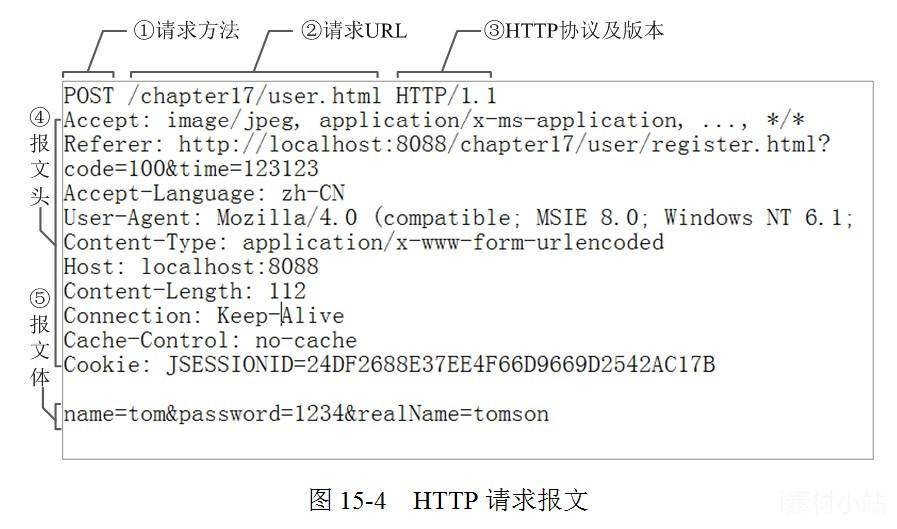 ①请求方法 ②请求URL ③HTTP协议及版本
POST /chapter17/user.html HTTP/1.1
④报文头
Accept: image/jpeg, application/x-ms-application, ..., */*
Referer: http://localhost:8088/chapter17/user/register.html?
code=100&time=123123
Accept-Language: zh-CN
User-Agent: Mozilla/4.0 (compatible; MSIE 8.0; Windows NT 6.1;
Content-Type: application/x-www-form-urlencoded
Host: localhost:8088
Content-Length: 112
Connection: Keep-Alive
Cache-Control: no-cache
Cookie: JSESSIONID=24DF2688E37EE4F66D9669D2542AC17B
⑤报文体
name=tom&password=1234&realName=tomson
图 15-4 HTTP 请求报文
i素材小站